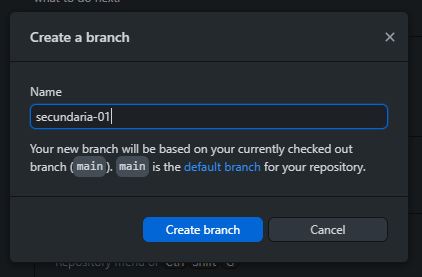 what to do next.
Create a branch
Name
secundaria-01
Your new branch will be based on your currently checked out
branch (main). main is the default branch for your repository.
Create branch
Cancel
Repository menu or Ctrl Shift G